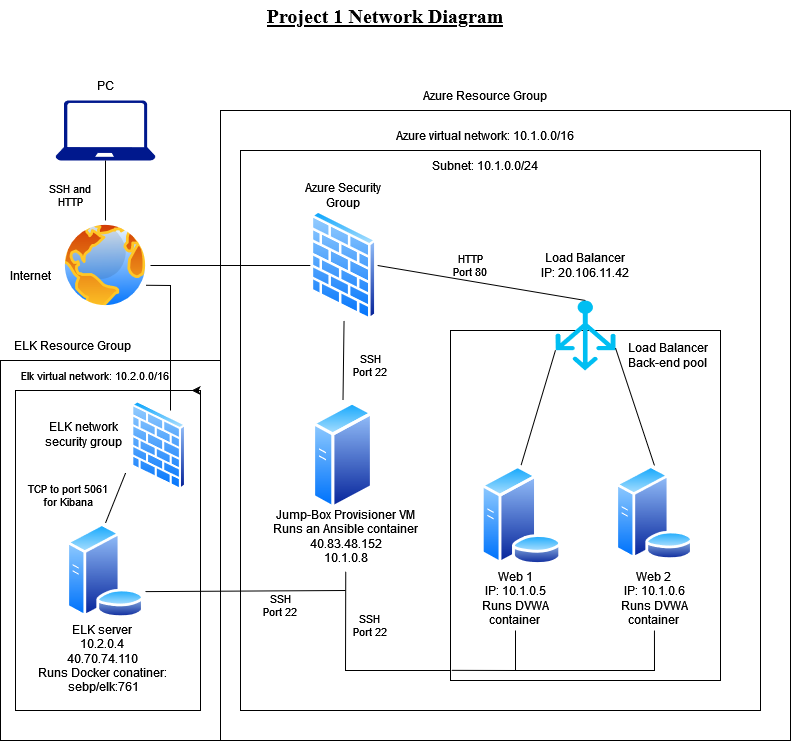 Project 1 Network Diagram
PC
Azure Resource Group
Azure virtual network: 10.1.0.0/16
Subnet: 10.1.0.0/24
SSH and
HTTP
Azure Security
Group
Internet
HTTP
Port 80
Load Balancer
IP: 20.106.11.42
ELK Resource Group
Load Balancer
Back-end pool
SSH
Port 22
Elk virtual network: 10.2.0.0/16
ELK network
security group
TCP to port 5061
for Kibana
Jump-Box Provisioner VM
Runs an Ansible container
40.83.48.152
10.1.0.8
Web 1
IP: 10.1.0.5
Runs DVWA
container
Web 2
IP: 10.1.0.6
Runs DVWA
container
SSH
Port 22
SSH
Port 22
ELK server
10.2.0.4
40.70.74.110
Runs Docker conatiner:
sebp/elk:761